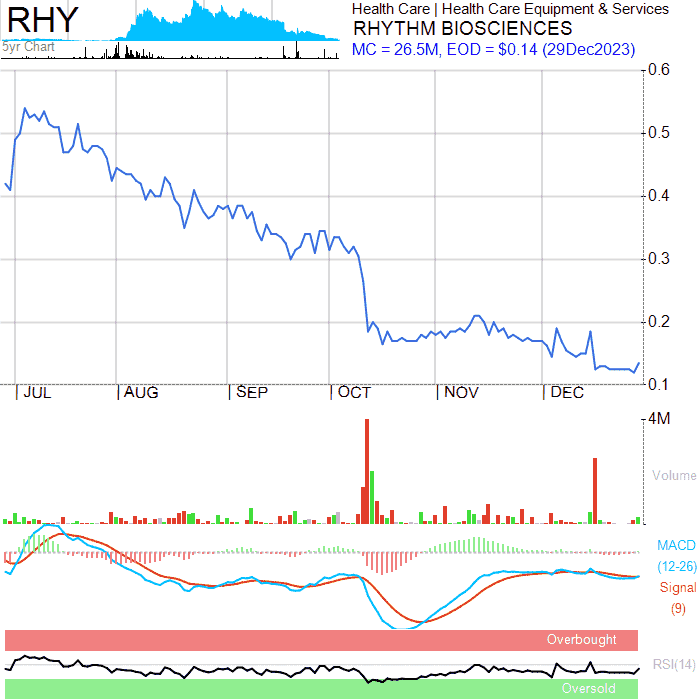 RHY
5yr Chart
Health Care | Health Care Equipment & Services
RHYTHM BIOSCIENCES
MC = 26.5M, EOD = $0.14 (29Dec2023)
0.6
0.5
0.4
0.3
0.2
0.1
JUL
AUG
SEP
OCT
NOV
DEC
4M
Volume
MACD
(12-26)
Signal
(9)
Overbought
RSI(14)
Oversold